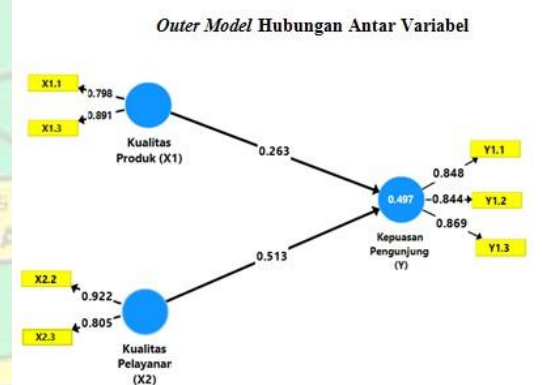 Outer Model Hubungan Antar Variabel
X1.1
0.798
0.891
X1.3
Kualitas
Produk (X1)
0.263
Y1.1
0.848
0.497
0.844
Y1.2
0.869
Kepuasan
Pengunjung
(Y)
Y1.3
0.513
X2.2
0.922
0.805
X2.3
Kualitas
Pelayanar
(X2)